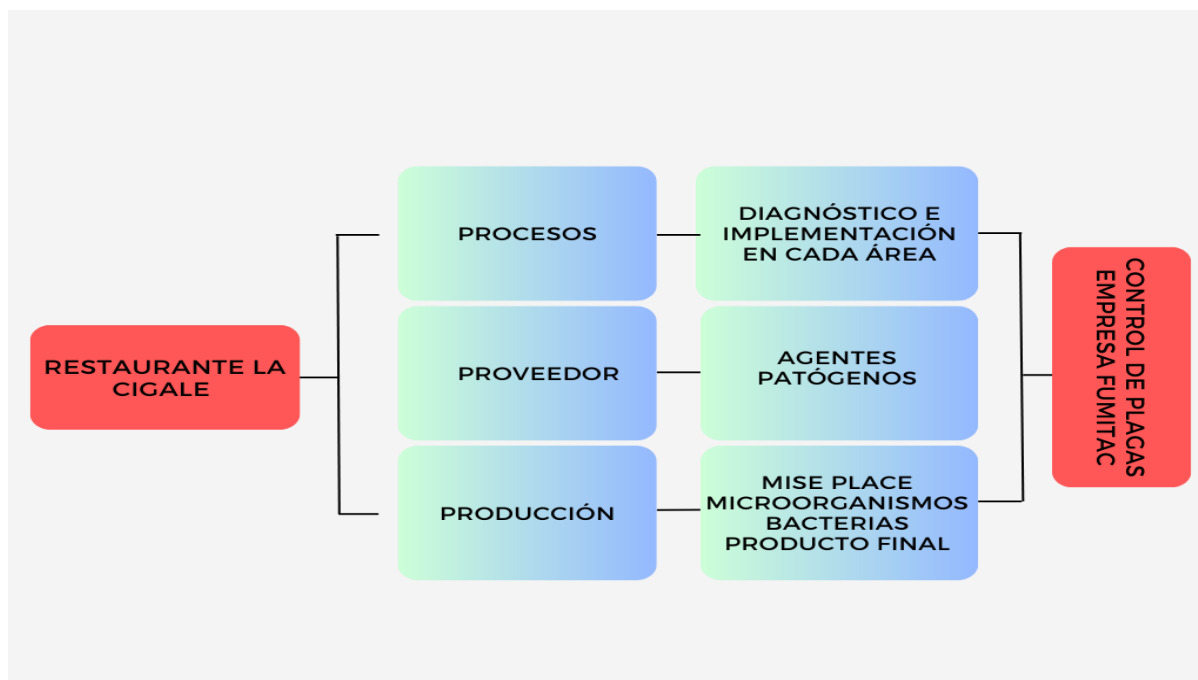 RESTAURANTE LA
CIGALE
PROCESOS
DIAGNÓSTICO E
IMPLEMENTACIÓN
EN CADA ÁREA
PROVEEDOR
AGENTES
PATÓGENOS
PRODUCCIÓN
MISE PLACE
MICROORGANISMOS
BACTERIAS
PRODUCTO FINAL
CONTROL DE PLAGAS
EMPRESA FUMITAC